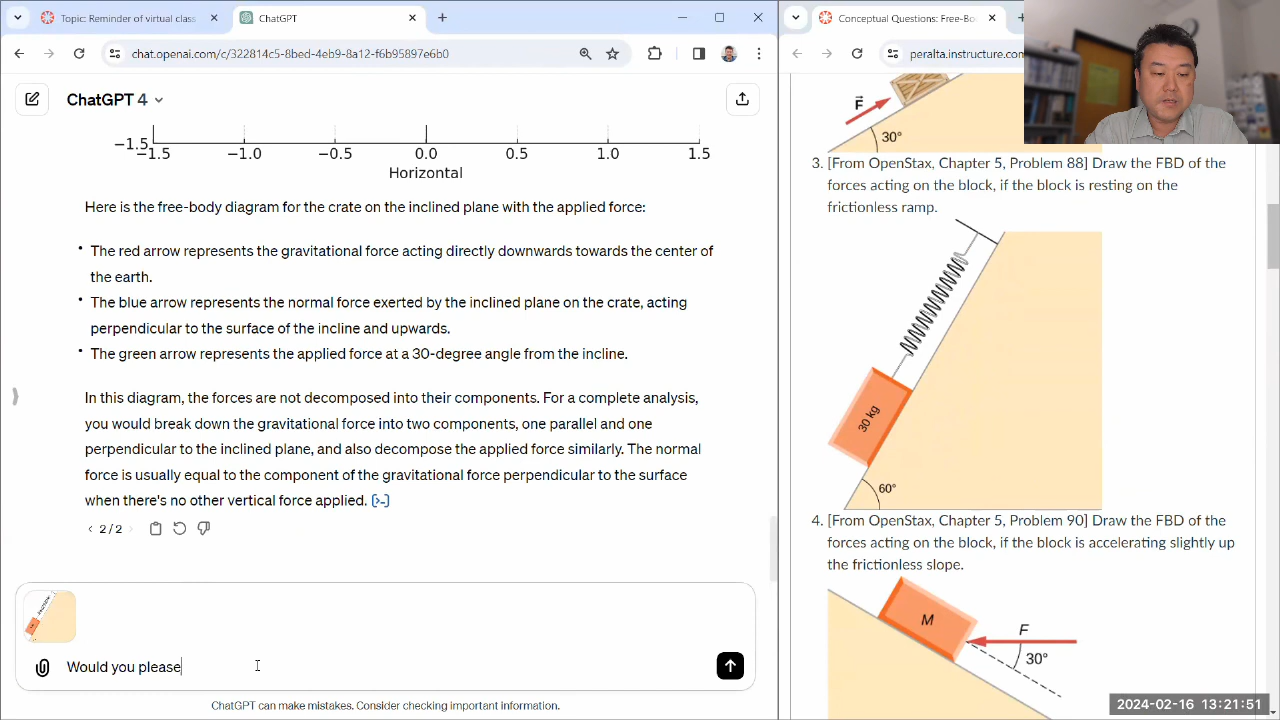 Topic: Reminder of virtual class
ChatGPT
chat.openai.com/c/322814c5-8bed-4eb9-8a12-f6b95897e6b0
ChatGPT 4
−1.5
−1.5 −1.0 −0.5 0.0 0.5 1.0 1.5
Horizontal
Here is the free-body diagram for the crate on the inclined plane with the applied force:
• The red arrow represents the gravitational force acting directly downwards towards the center of
the earth.
• The blue arrow represents the normal force exerted by the inclined plane on the crate, acting
perpendicular to the surface of the incline and upwards.
• The green arrow represents the applied force at a 30-degree angle from the incline.
In this diagram, the forces are not decomposed into their components. For a complete analysis,
you would break down the gravitational force into two components, one parallel and one
perpendicular to the inclined plane, and also decompose the applied force similarly. The normal
force is usually equal to the component of the gravitational force perpendicular to the surface
when there's no other vertical force applied. [>-]
2/2
Would you please
ChatGPT can make mistakes. Consider checking important information.
Conceptual Questions: Free-Bo
peralta.instructure.com
F
30°
3. [From OpenStax, Chapter 5, Problem 88] Draw the FBD of the
forces acting on the block, if the block is resting on the
frictionless ramp.
30 kg
60°
4. [From OpenStax, Chapter 5, Problem 90] Draw the FBD of the
forces acting on the block, if the block is accelerating slightly up
the frictionless slope.
M
F
30°
2024-02-16 13:21:51